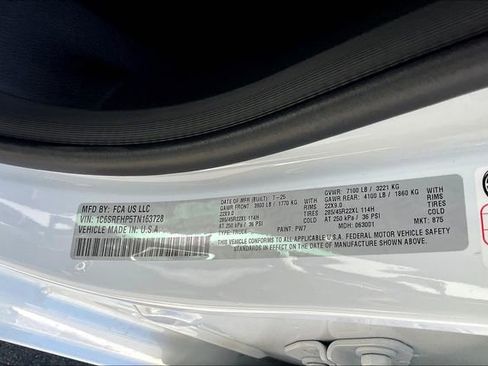 MFD BY: FCA US LLC
VIN: 1C6SRFHP5TN163728
VEHICLE MADE IN: U.S.A
DATE OF MFR (BUILT): 7-25
GAWR FRONT: 3900 LB / 1770 KG
WITH
RIMS
22X9.0
285/45R22XL 114H
AT 250 kPa / 36 PSI
TYPE: TRUCK
PAINT: PW7
GVWR: 7100 LB / 3221 KG
GAWR REAR: 4100 LB / 1860 KG
WITH
RIMS
22X9.0
285/45R22XL 114H
AT 250 kPa / 36 PSI
MDH: 063001
MKT: 875
THIS VEHICLE CONFORMS TO ALL APPLICABLE U.S.A. FEDERAL MOTOR VEHICLE SAFETY
STANDARDS IN EFFECT ON THE DATE OF MANUFACTURE SHOWN ABOVE